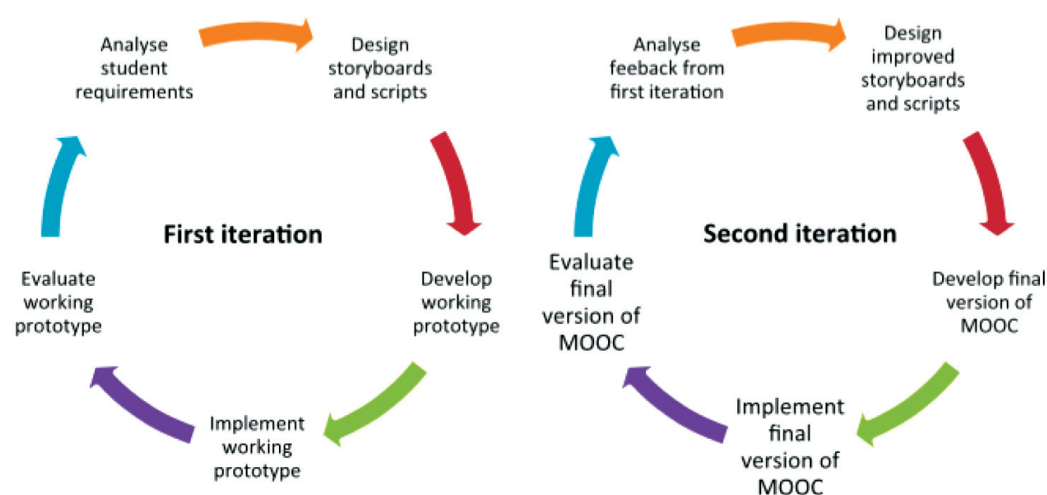 Analyse
student
requirements
Design
storyboards
and scripts
First iteration
Develop
working
prototype
Implement
working
prototype
Evaluate
working
prototype
Analyse
feeback from
first iteration
Design
improved
storyboards
and scripts
Second iteration
Develop final
version of
MOOC
Implement
final
version of
MOOC
Evaluate
final
version of
MOOC